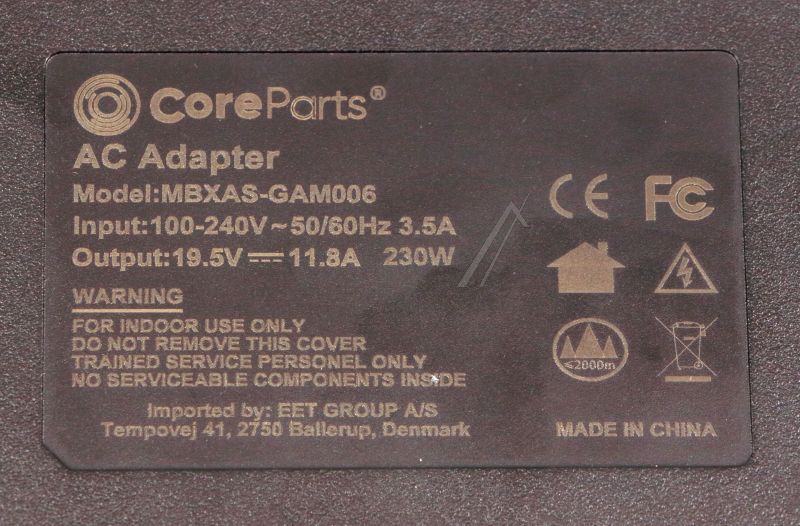 CoreParts®
AC Adapter
Model:MBXAS-GAM006
Input:100-240V~50/60Hz 3.5A
Output:19.5V⎓11.8A 230W
WARNING
FOR INDOOR USE ONLY
DO NOT REMOVE THIS COVER
TRAINED SERVICE PERSONEL ONLY
NO SERVICEABLE COMPONENTS INSIDE
Imported by: EET GROUP A/S
Tempovej 41, 2750 Ballerup, Denmark
CE FC
≤2000m
MADE IN CHINA